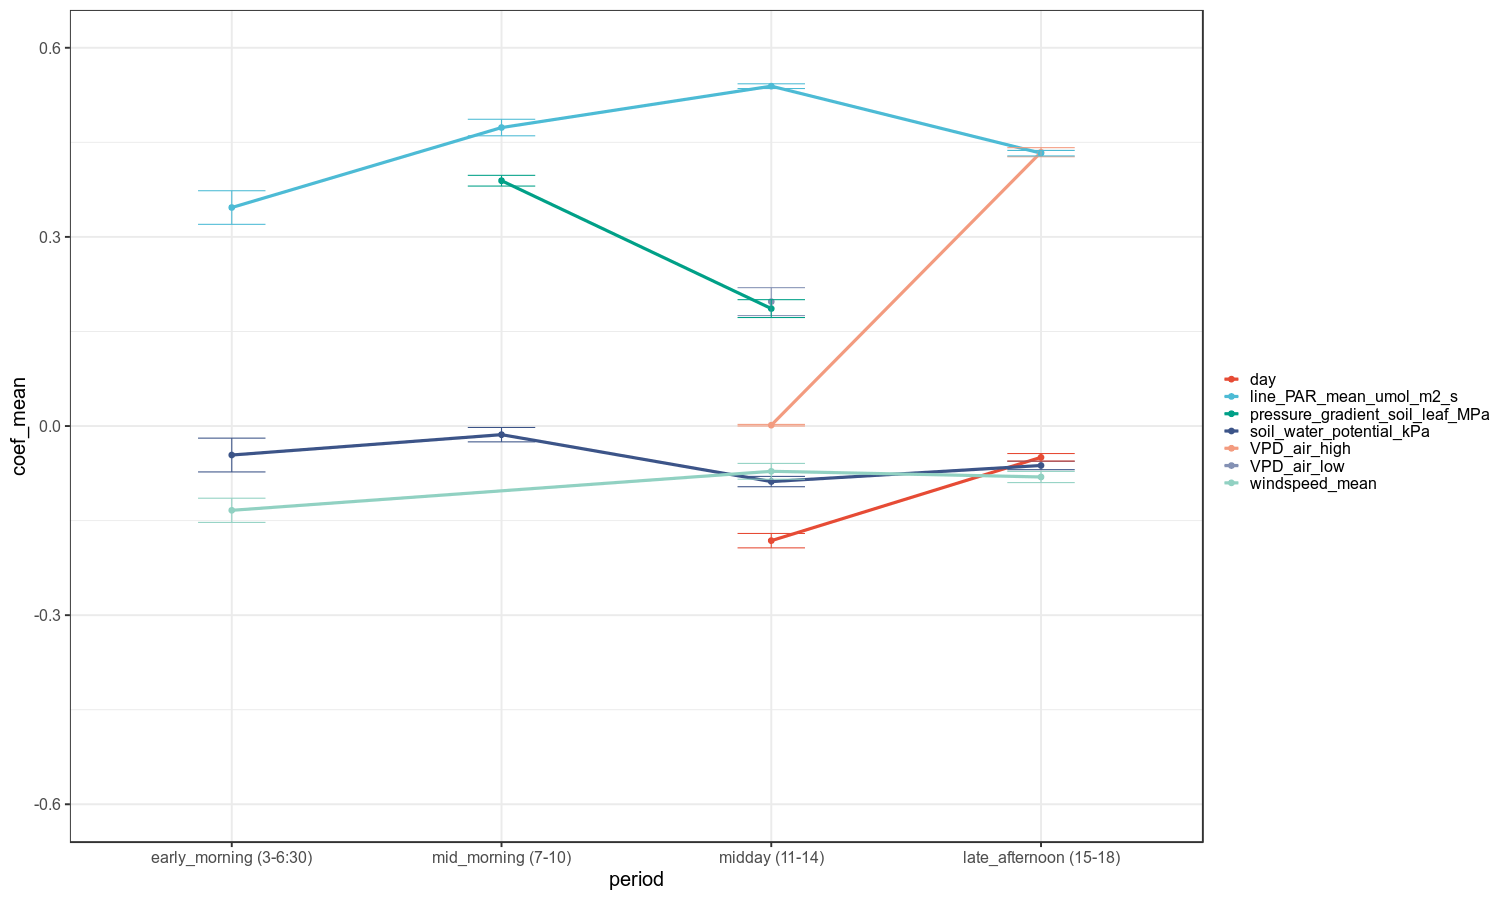 0.6
0.3
0.0
-0.3
-0.6
coef_mean
early_morning (3-6:30)
mid_morning (7-10)
midday (11-14)
late_afternoon (15-18)
period
day
line_PAR_mean_umol_m2_s
pressure_gradient_soil_leaf_MPa
soil_water_potential_kPa
VPD_air_high
VPD_air_low
windspeed_mean